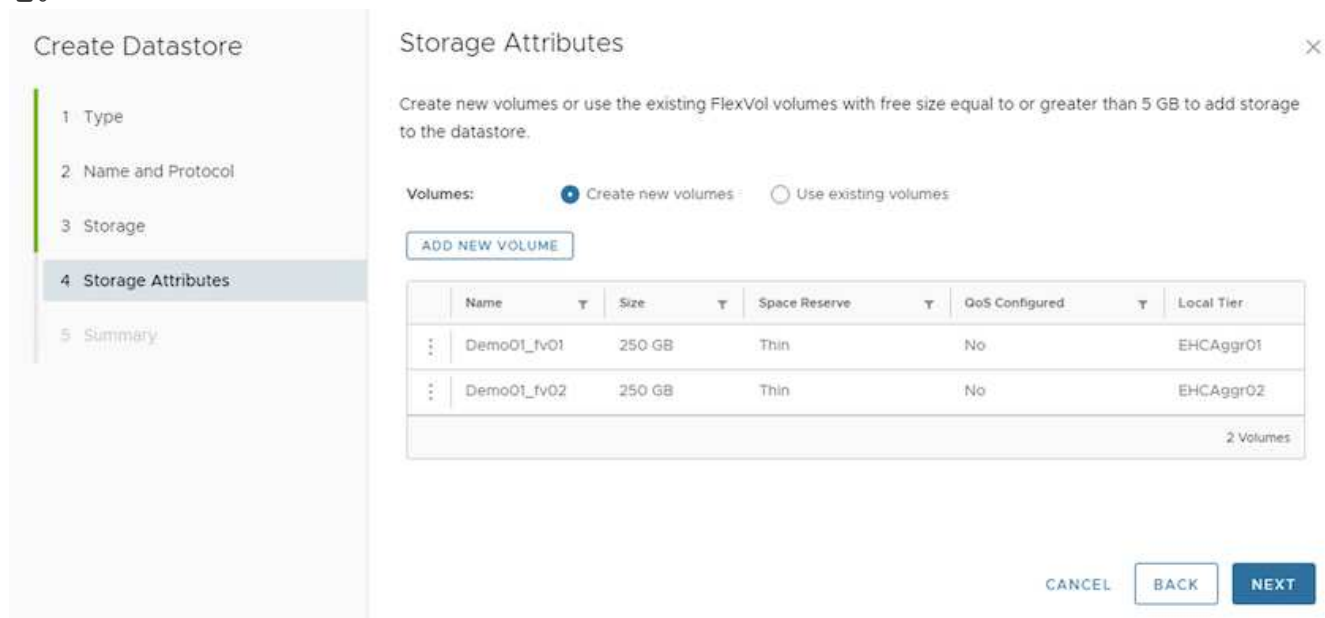 Create Datastore
1 Type
2 Name and Protocol
3 Storage
4 Storage Attributes
5 Summary
Storage Attributes
Create new volumes or use the existing FlexVol volumes with free size equal to or greater than 5 GB to add storage
to the datastore.
Volumes: Create new volumes Use existing volumes
ADD NEW VOLUME
Name Size Space Reserve QoS Configured Local Tier
Demo01_fv01 250 GB Thin No EHCAggr01
Demo01_fv02 250 GB Thin No EHCAggr02
2 Volumes
CANCEL BACK NEXT